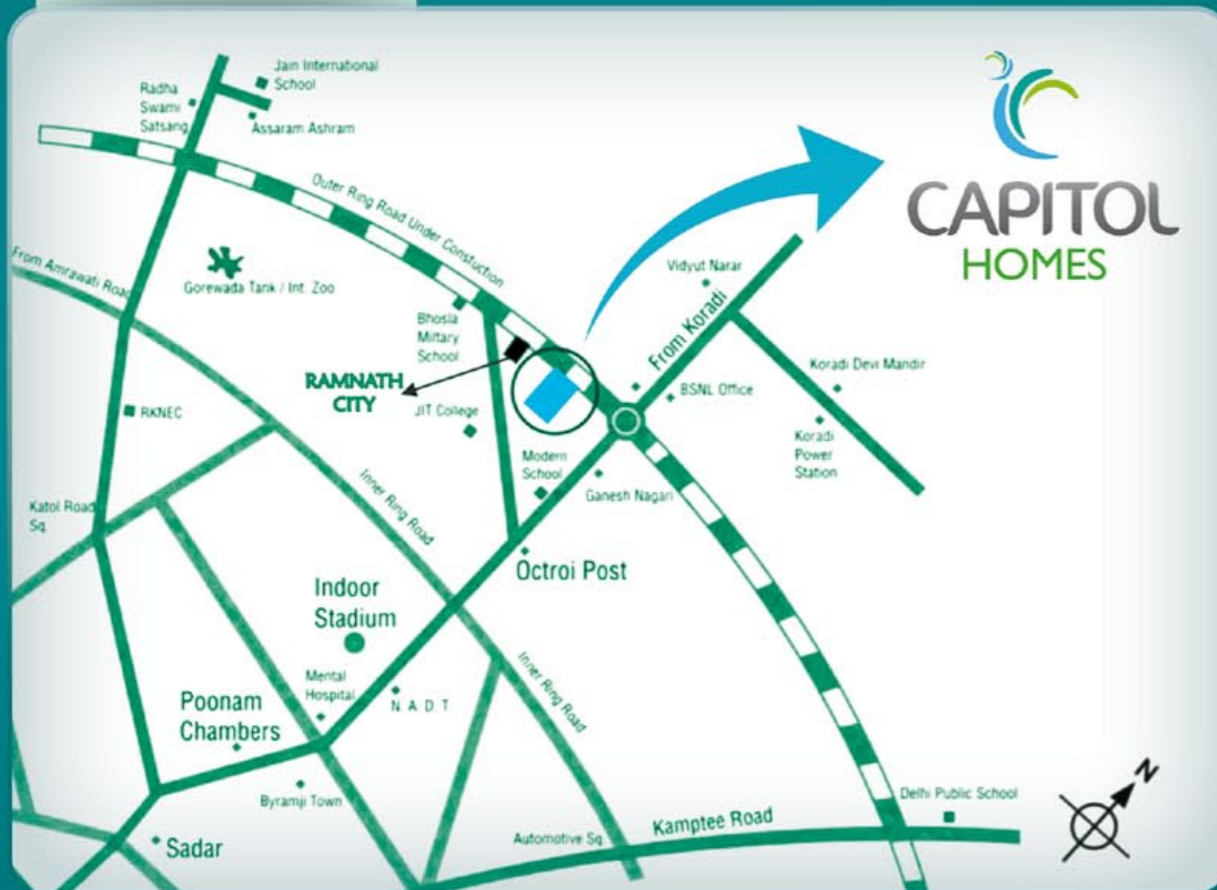 Jain International
School
Radha
Swami
Satsang
Assaram Ashram
Outer Ring Road Under Constuction
CAPITOL
HOMES
From Amrawati Road
Gorewada Tank / Int. Zoo
Vidyut Narar
From Koradi
Bhosla
Miltary
School
RAMNATH
CITY
Koradi Devi Mandir
BSNL Office
RKNEC
JIT College
Koradi
Power
Station
Modern
School
Ganesh Nagari
Inner Ring Road
Katol Road
Sq.
Octroi Post
Indoor
Stadium
Inner Ring Road
Mental
Hospital
N. A. D. T
Poonam
Chambers
N
Byramji Town
Delhi Public School
Kamptee Road
Automotive Sq.
Sadar